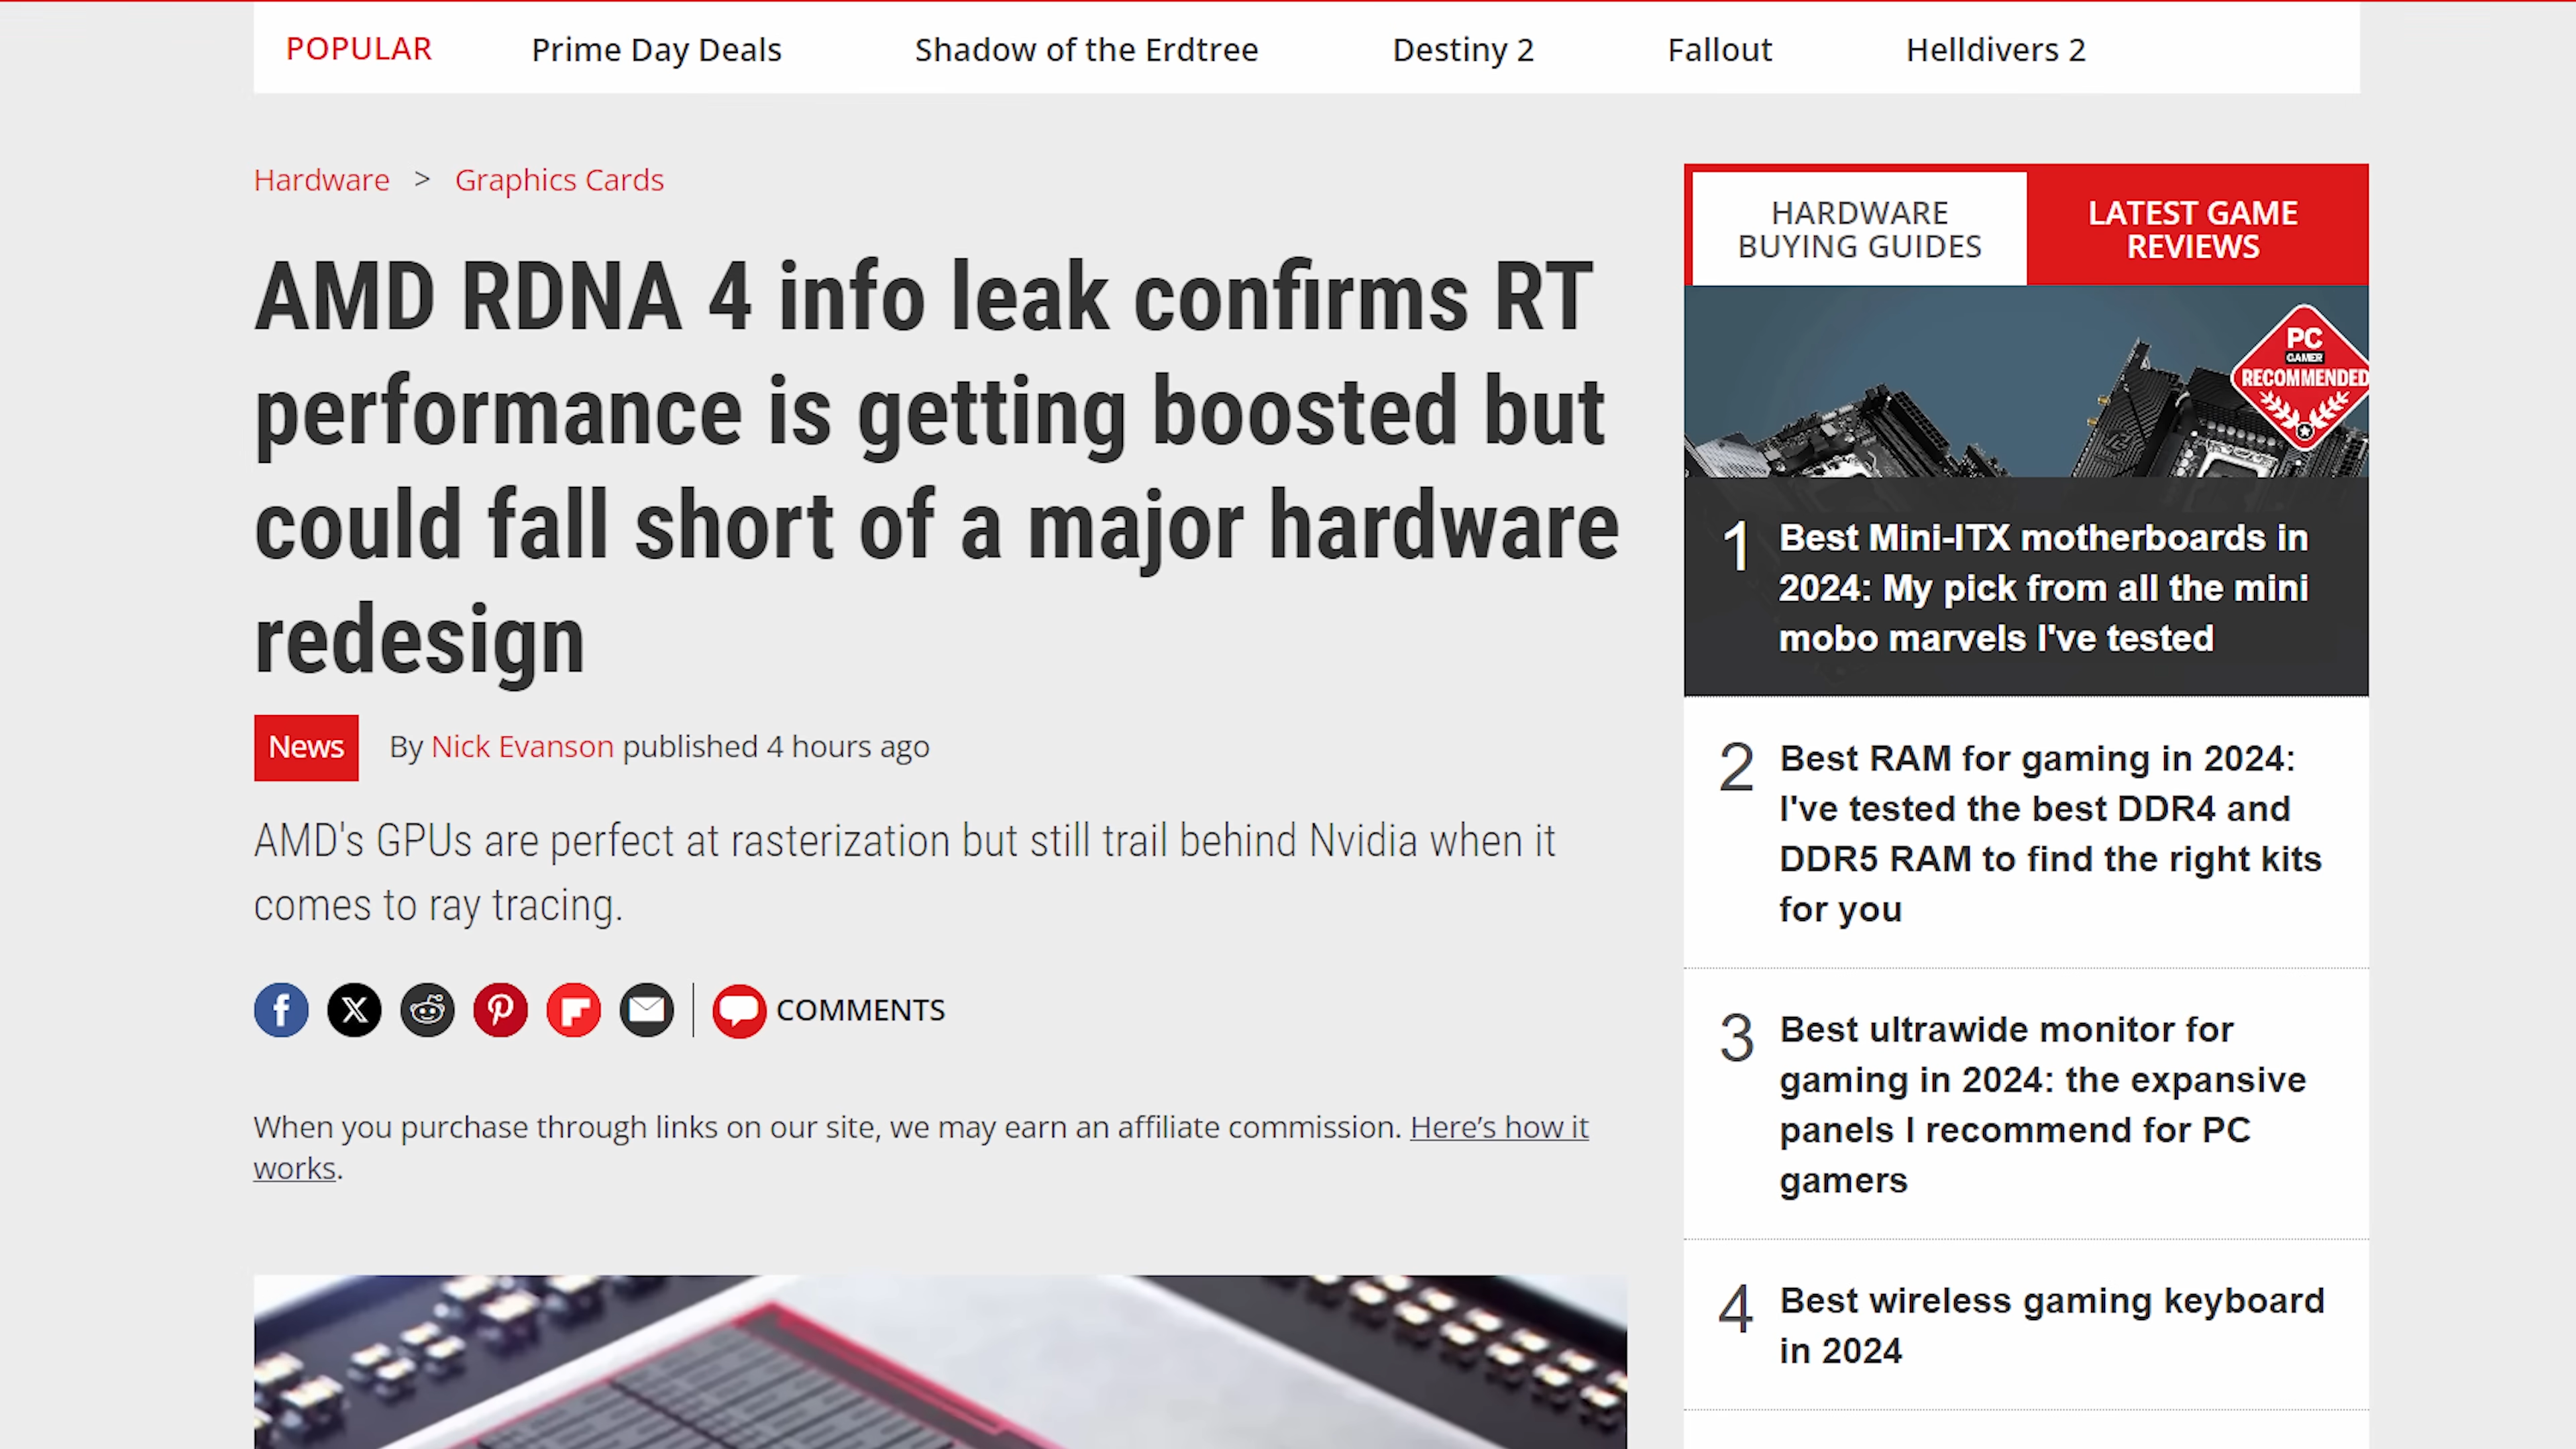 POPULAR Prime Day Deals Shadow of the Erdtree Destiny 2 Fallout Helldivers 2
Hardware > Graphics Cards
AMD RDNA 4 info leak confirms RT
performance is getting boosted but
could fall short of a major hardware
redesign
News By Nick Evanson published 4 hours ago
AMD's GPUs are perfect at rasterization but still trail behind Nvidia when it
comes to ray tracing.
COMMENTS
When you purchase through links on our site, we may earn an affiliate commission. Here's how it
works.
HARDWARE
BUYING GUIDES
LATEST GAME
REVIEWS
PC
GAMER
RECOMMENDED
1 Best Mini-ITX motherboards in
2024: My pick from all the mini
mobo marvels I've tested
2 Best RAM for gaming in 2024:
I've tested the best DDR4 and
DDR5 RAM to find the right kits
for you
3 Best ultrawide monitor for
gaming in 2024: the expansive
panels I recommend for PC
gamers
4 Best wireless gaming keyboard
in 2024